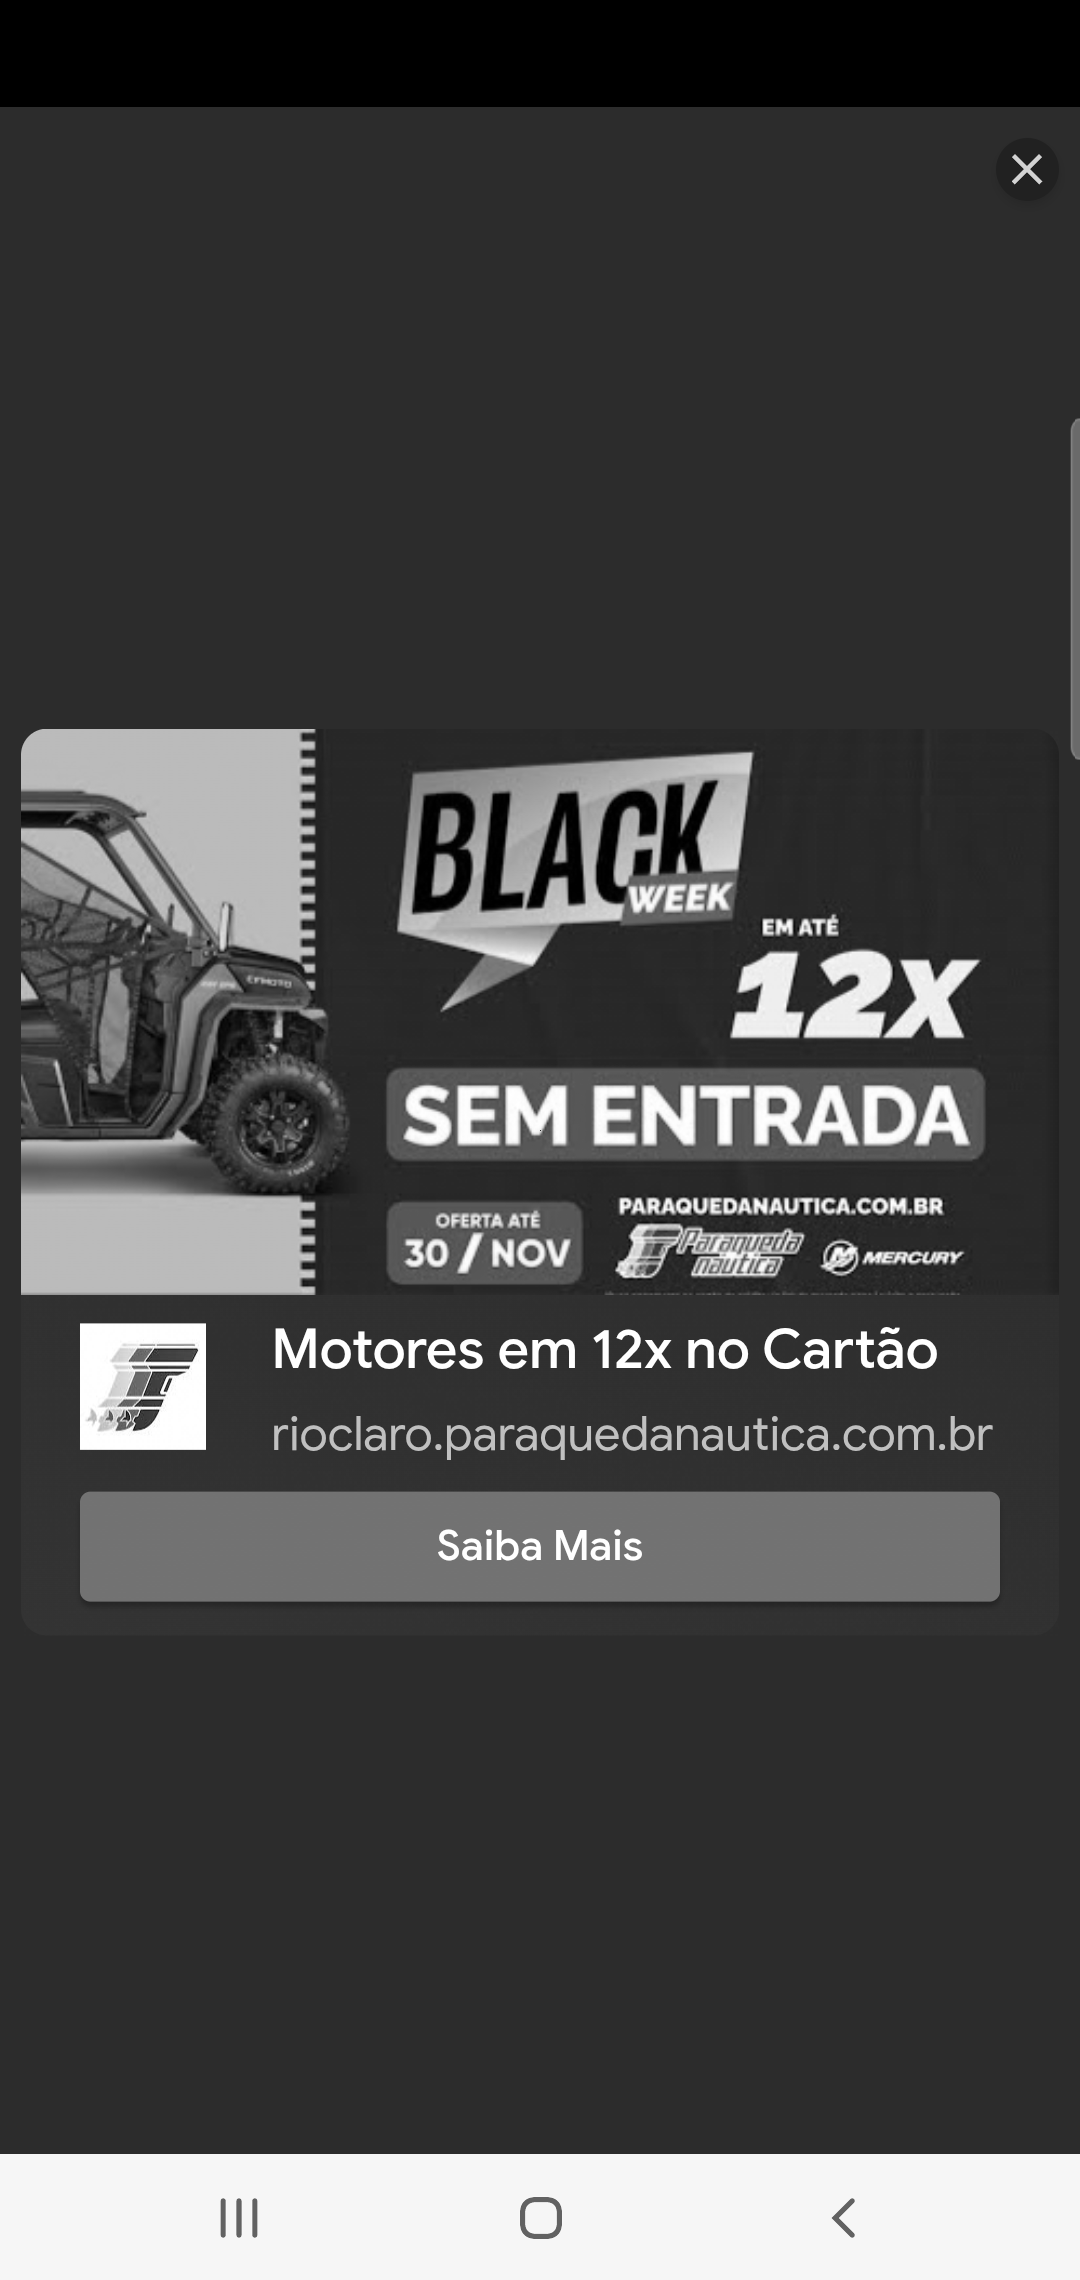 BLACK
WEEK
EM ATÉ
12X
SEM ENTRADA
OFERTA ATÉ
30 / NOV
PARAQUEDANAUTICA.COM.BR
Paraqueda
náutica
MERCURY
CFMOTO
Motores em 12x no Cartão
rioclaro.paraquedanautica.com.br
Saiba Mais